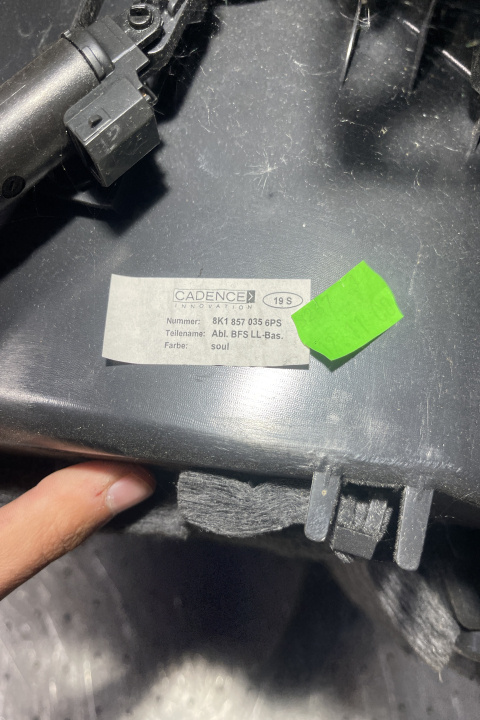 CADENCE
INNOVATION
19 S
Nummer: 8K1 857 035 6PS
Teilename: Abl. BFS LL-Bas.
Farbe: soul